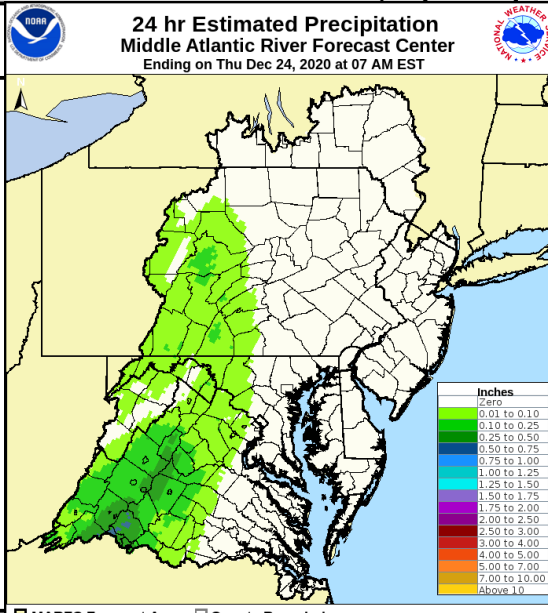 24 hr Estimated Precipitation
Middle Atlantic River Forecast Center
Ending on Thu Dec 24, 2020 at 07 AM EST
NOAA
NATIONAL WEATHER
N
Inches
Zero
0.01 to 0.10
0.10 to 0.25
0.25 to 0.50
0.50 to 0.75
0.75 to 1.00
1.00 to 1.25
1.25 to 1.50
1.50 to 1.75
1.75 to 2.00
2.00 to 2.50
2.50 to 3.00
3.00 to 4.00
4.00 to 5.00
5.00 to 7.00
7.00 to 10.00
Above 10